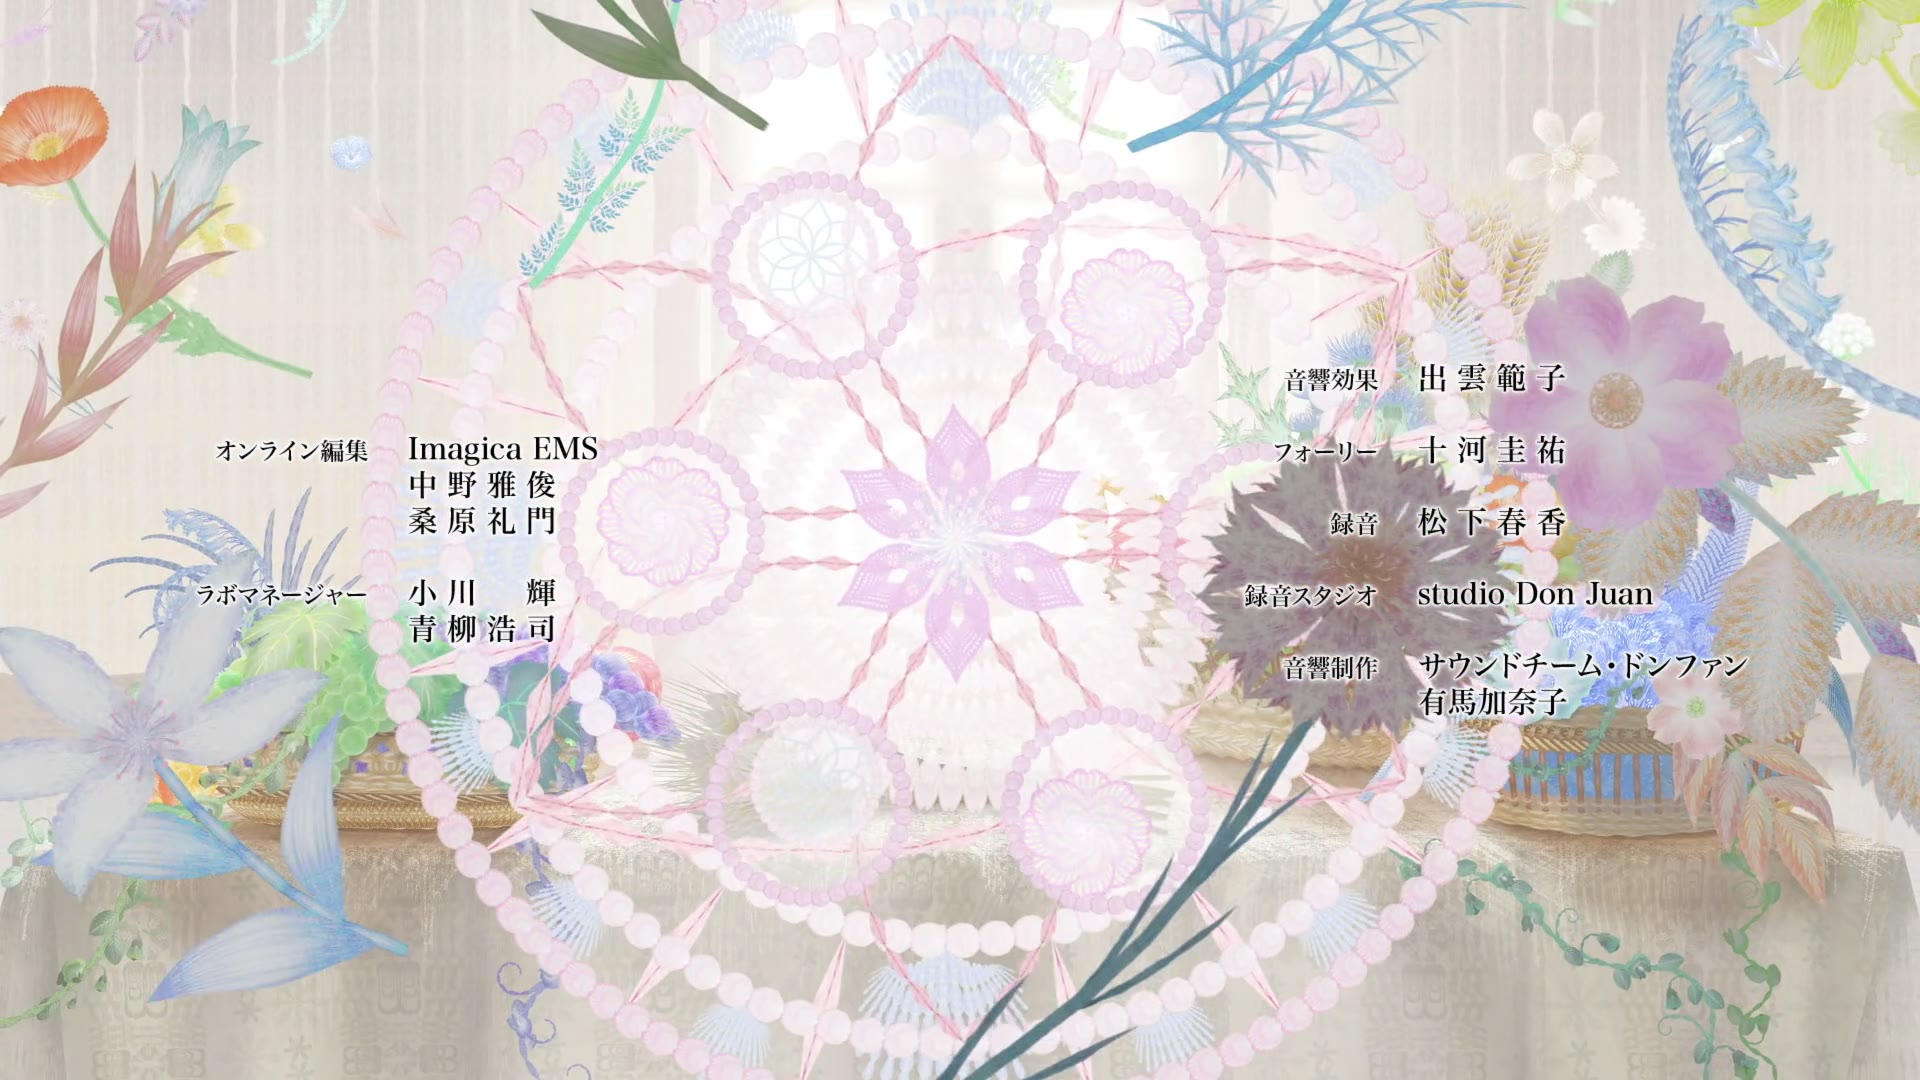 オンライン編集 Imagica EMS
中野雅俊
桑原礼門
ラボマネージャー 小川 輝
青柳浩司
音響効果 出雲範子
フォーリー 十河圭祐
録音 松下春香
録音スタジオ studio Don Juan
音響制作 サウンドチーム・ドンファン
有馬加奈子